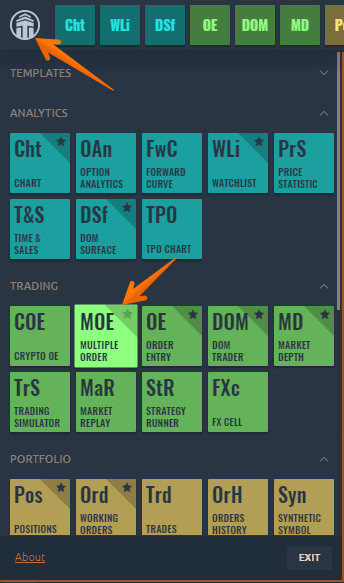 Cht WLi DSf OE DOM MD
TEMPLATES
ANALYTICS
Cht OAn FwC WLi PrS
CHART OPTION ANALYTICS FORWARD CURVE WATCHLIST PRICE STATISTIC
T&S DSf TPO
TIME & SALES DOM SURFACE TPO CHART
TRADING
COE MOE OE DOM MD
CRYPTO OE MULTIPLE ORDER ORDER ENTRY DOM TRADER MARKET DEPTH
TrS MaR StR FXc
TRADING SIMULATOR MARKET REPLAY STRATEGY RUNNER FX CELL
PORTFOLIO
Pos Ord Trd OrH Syn
POSITIONS WORKING ORDERS TRADES ORDERS HISTORY SYNTHETIC SYMBOL
About EXIT